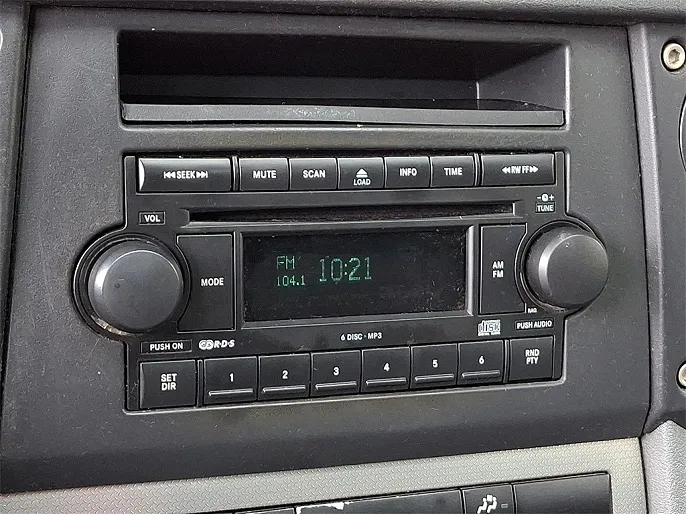 SEEK MUTE SCAN LOAD INFO TIME RW FF
VOL - + TUNE
MODE FM 10:21 AM FM
104.1
PUSH ON R·D·S 6 DISC · MP3 disc PUSH AUDIO
SET DIR 1 2 3 4 5 6 RND PTY